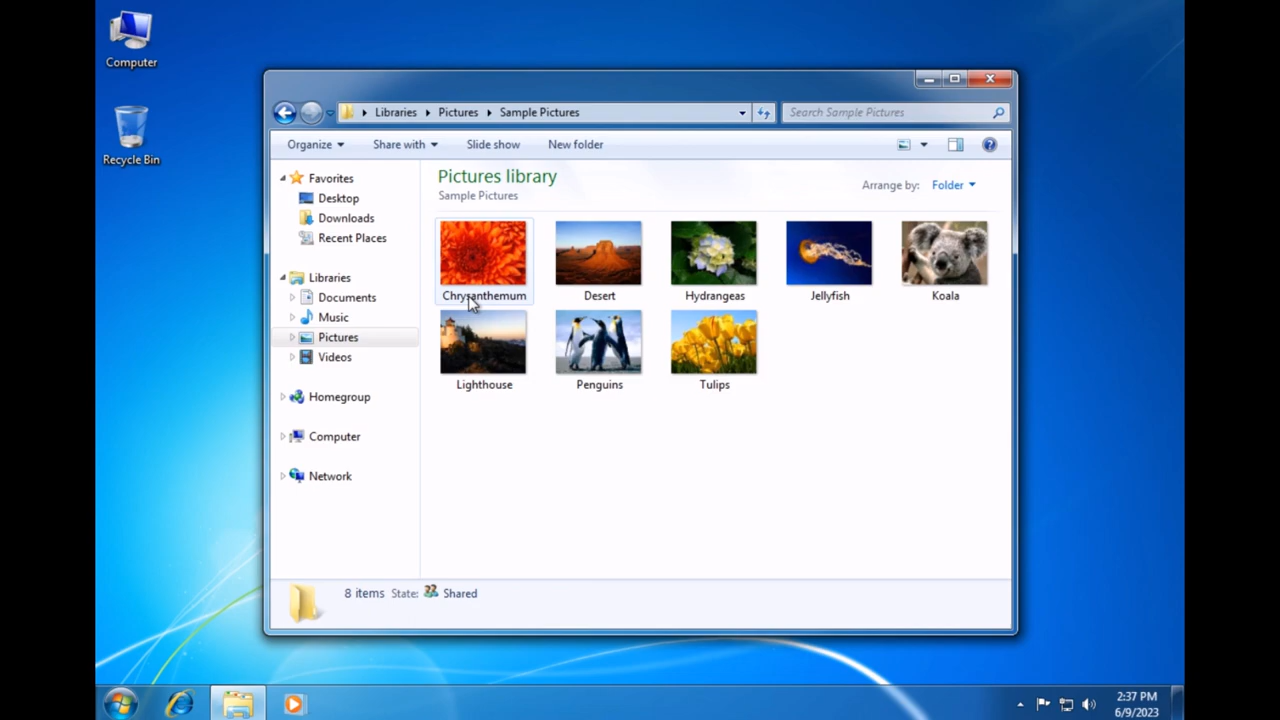 Computer
Recycle Bin
Libraries Pictures Sample Pictures
Search Sample Pictures
Organize Share with Slide show New folder
Favorites
Desktop
Downloads
Recent Places
Libraries
Documents
Music
Pictures
Videos
Homegroup
Computer
Network
Pictures library
Sample Pictures
Arrange by: Folder
Chrysanthemum Desert Hydrangeas Jellyfish Koala
Lighthouse Penguins Tulips
8 items State: Shared
2:37 PM
6/9/2023